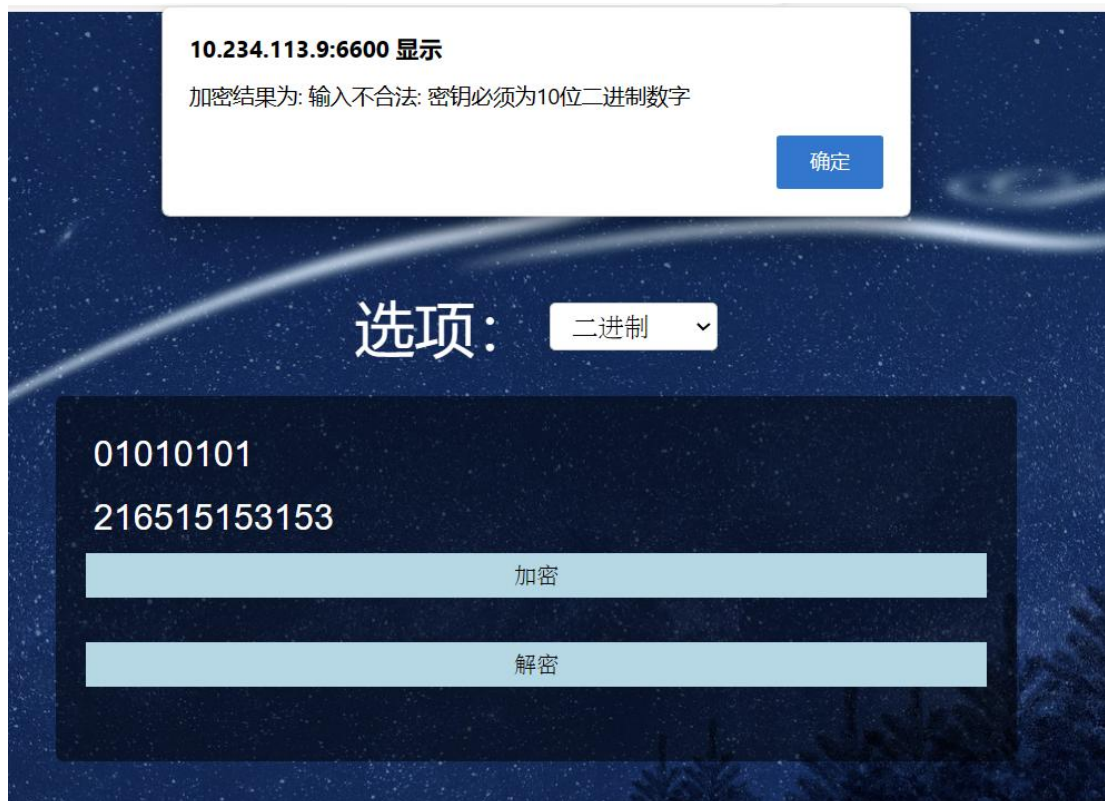 10.234.113.9:6600 显示
加密结果为: 输入不合法: 密钥必须为10位二进制数字
确定
选项：
二进制
01010101
216515153153
加密
解密